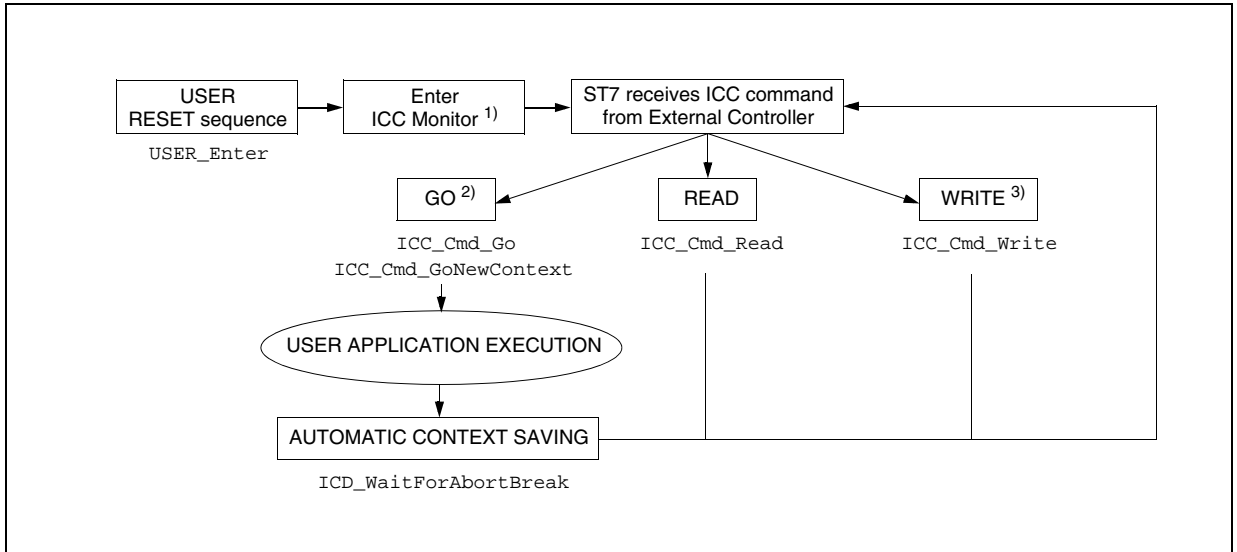 USER
RESET sequence
Enter
ICC Monitor 1)
ST7 receives ICC command
from External Controller
USER_Enter
GO 2)
READ
WRITE 3)
ICC_Cmd_Go
ICC_Cmd_GoNewContext
ICC_Cmd_Read
ICC_Cmd_Write
USER APPLICATION EXECUTION
AUTOMATIC CONTEXT SAVING
ICD_WaitForAbortBreak